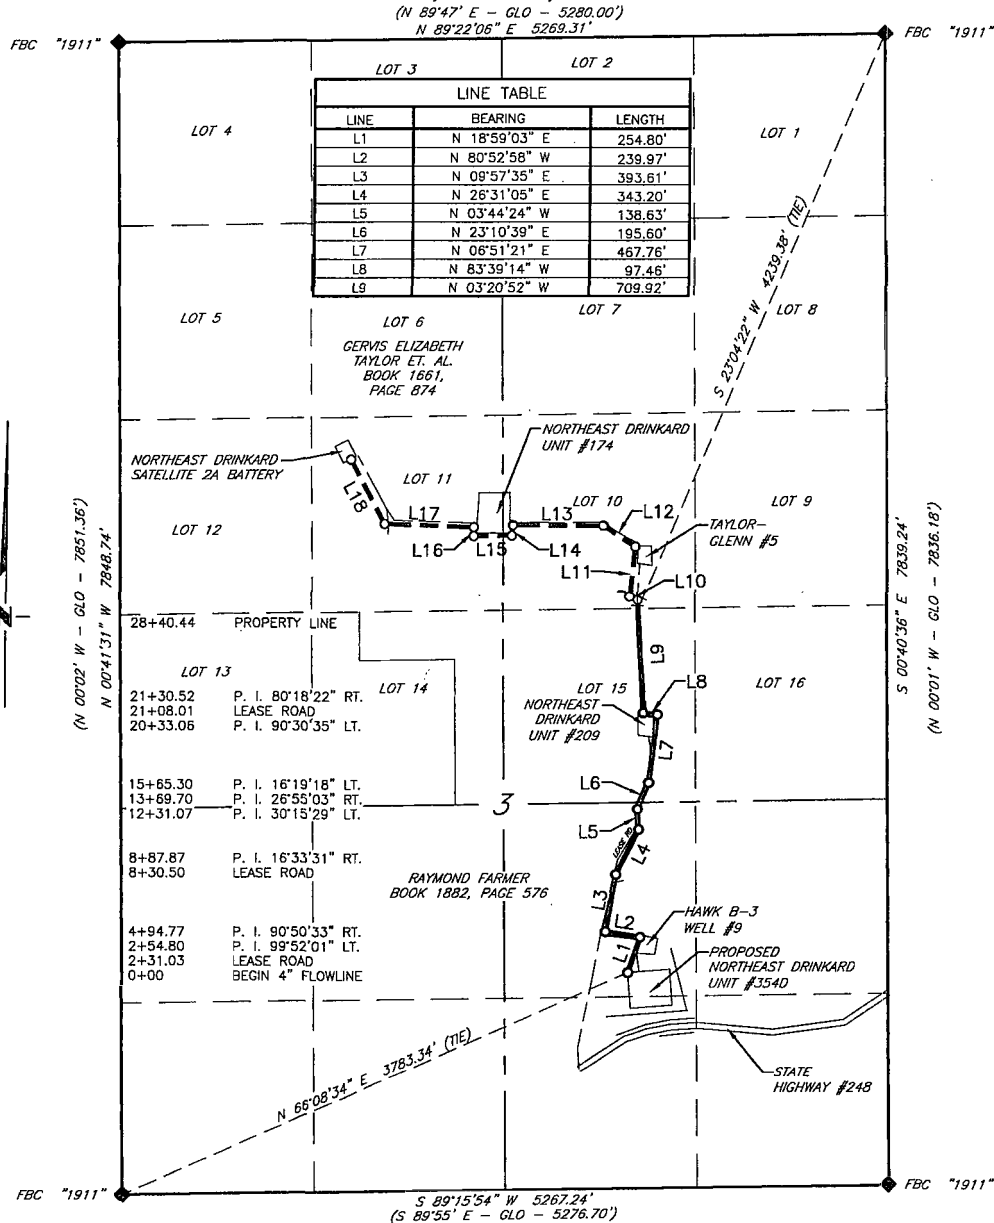 (N 89°47' E – GLO – 5280.00')
N 89°22'06" E 5269.31'
FBC "1911"
FBC "1911"
LOT 3
LOT 2
LINE TABLE
LINE BEARING LENGTH
L1 N 18°59'03" E 254.80'
L2 N 80°52'58" W 239.97'
L3 N 09°57'35" E 393.61'
L4 N 26°31'05" E 343.20'
L5 N 03°44'24" W 138.63'
L6 N 23°10'39" E 195.60'
L7 N 06°51'21" E 467.76'
L8 N 83°39'14" W 97.46'
L9 N 03°20'52" W 709.92'
LOT 4
LOT 1
S 23°04'22" W 4239.38' (TIE)
LOT 5
LOT 6
LOT 7
LOT 8
GERVIS ELIZABETH
TAYLOR ET. AL.
BOOK 1661,
PAGE 874
NORTHEAST DRINKARD
UNIT #174
NORTHEAST DRINKARD
SATELLITE 2A BATTERY
LOT 11
LOT 10
LOT 9
LOT 12
L18
L17
L13
L12
TAYLOR–
GLENN #5
L16
L15
L14
L11
L10
(N 00°02' W – GLO – 7851.36')
N 00°41'31" W 7848.74'
S 00°40'36" E 7839.24'
(N 00°01' W – GLO – 7836.18')
28+40.44 PROPERTY LINE
LOT 13
LOT 14
LOT 15
LOT 16
L9
L8
21+30.52 P. I. 80°18'22" RT.
21+08.01 LEASE ROAD
20+33.06 P. I. 90°30'35" LT.
NORTHEAST
DRINKARD
UNIT #209
L7
15+65.30 P. I. 16°19'18" LT.
13+69.70 P. I. 26°55'03" RT.
12+31.07 P. I. 30°15'29" LT.
L6
3
L5
LEASE RD
L4
8+87.87 P. I. 16°33'31" RT.
8+30.50 LEASE ROAD
RAYMOND FARMER
BOOK 1882, PAGE 576
L3
L2
L1
HAWK B–3
WELL #9
4+94.77 P. I. 90°50'33" RT.
2+54.80 P. I. 99°52'01" LT.
2+31.03 LEASE ROAD
0+00 BEGIN 4" FLOWLINE
PROPOSED
NORTHEAST DRINKARD
UNIT #354D
STATE
HIGHWAY #248
N 66°08'34" E 3783.34' (TIE)
FBC "1911"
FBC "1911"
S 89°15'54" W 5267.24'
(S 89°55' E – GLO – 5276.70')